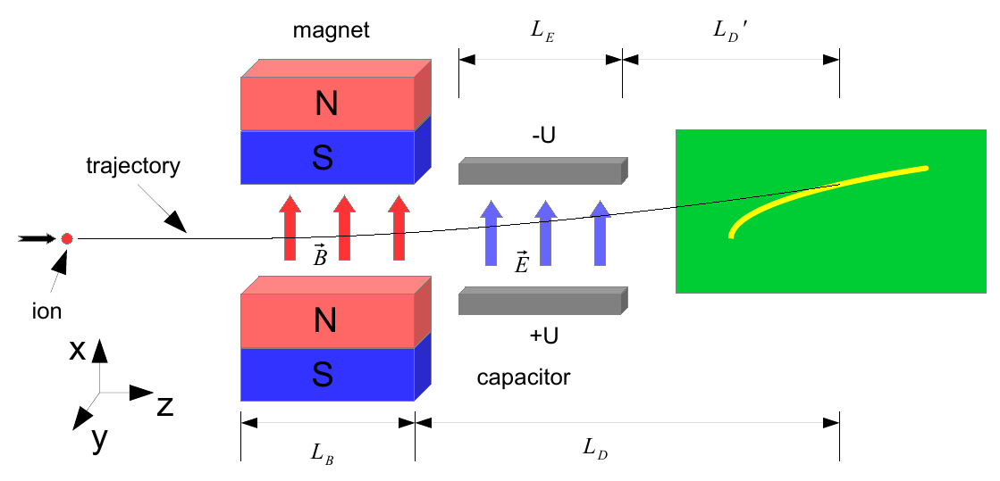 magnet
L_E
L_D'
N
S
-U
trajectory
B⃗
E⃗
ion
N
S
+U
capacitor
x
z
y
L_B
L_D